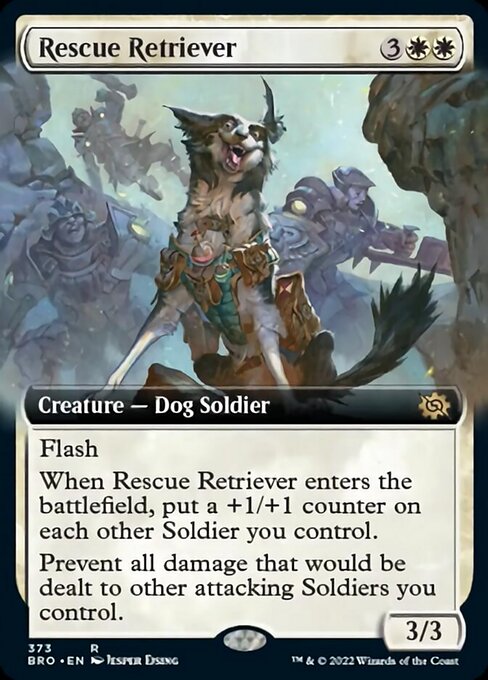 Rescue Retriever 3
Creature — Dog Soldier
Flash
When Rescue Retriever enters the
battlefield, put a +1/+1 counter on
each other Soldier you control.
Prevent all damage that would be
dealt to other attacking Soldiers you
control.
3/3
373 R
BRO • EN Jesper Ejsing ™ & © 2022 Wizards of the Coast